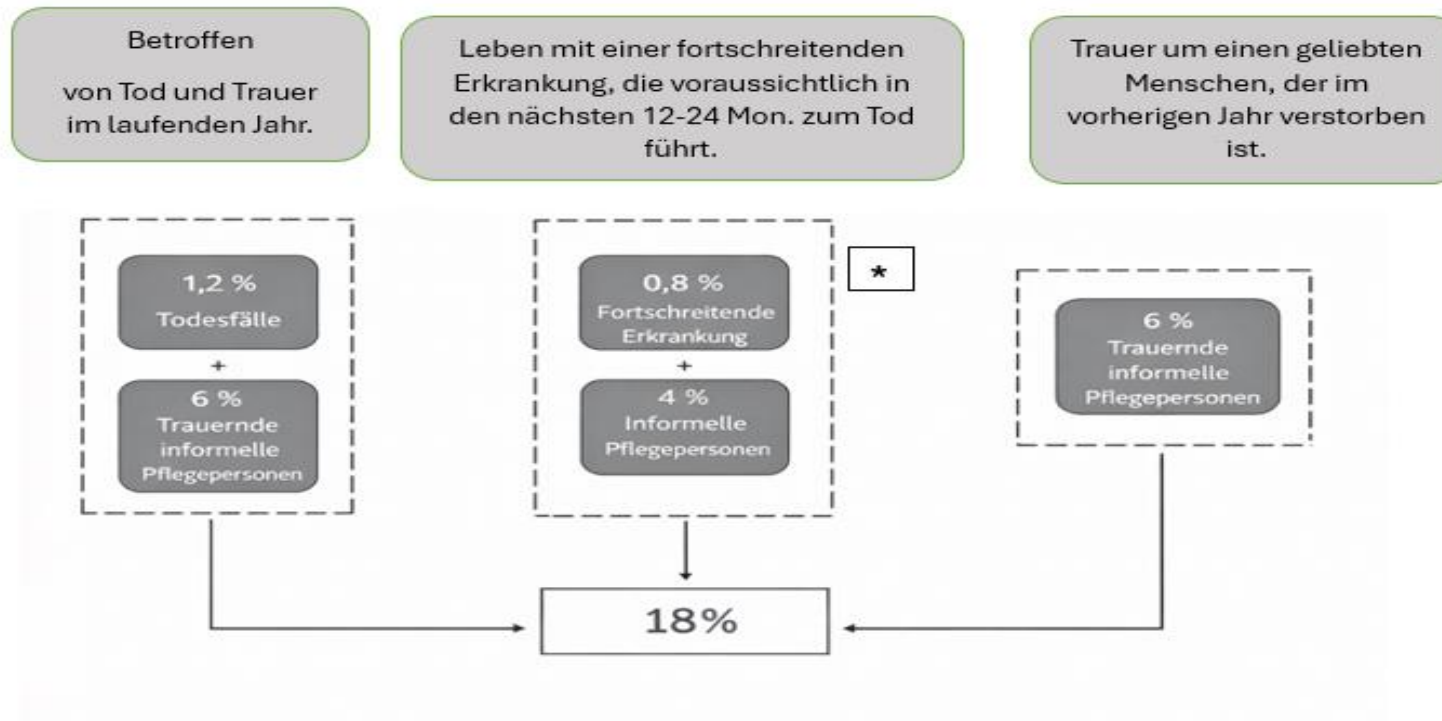 Betroffen
von Tod und Trauer
im laufenden Jahr.
Leben mit einer fortschreitenden
Erkrankung, die voraussichtlich in
den nächsten 12-24 Mon. zum Tod
führt.
Trauer um einen geliebten
Menschen, der im
vorherigen Jahr verstorben
ist.
1,2 %
Todesfälle
+
6 %
Trauernde
informelle
Pflegepersonen
0,8 %
Fortschreitende
Erkrankung
+
4 %
Informelle
Pflegepersonen
*
6 %
Trauernde
informelle
Pflegepersonen
18%